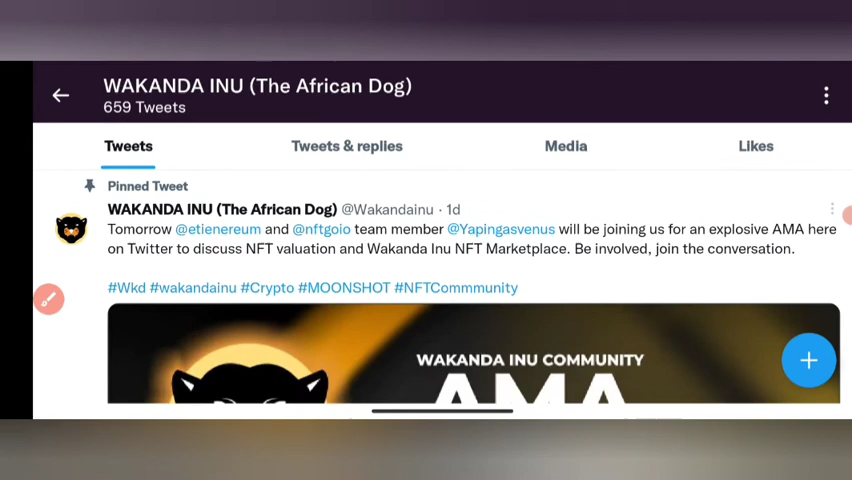 WAKANDA INU (The African Dog)
659 Tweets
Tweets Tweets & replies Media Likes
Pinned Tweet
WAKANDA INU (The African Dog) @Wakandainu · 1d
Tomorrow @etienereum and @nftgoio team member @Yapingasvenus will be joining us for an explosive AMA here
on Twitter to discuss NFT valuation and Wakanda Inu NFT Marketplace. Be involved, join the conversation.
#Wkd #wakandainu #Crypto #MOONSHOT #NFTCommmunity
WAKANDA INU COMMUNITY
AMA